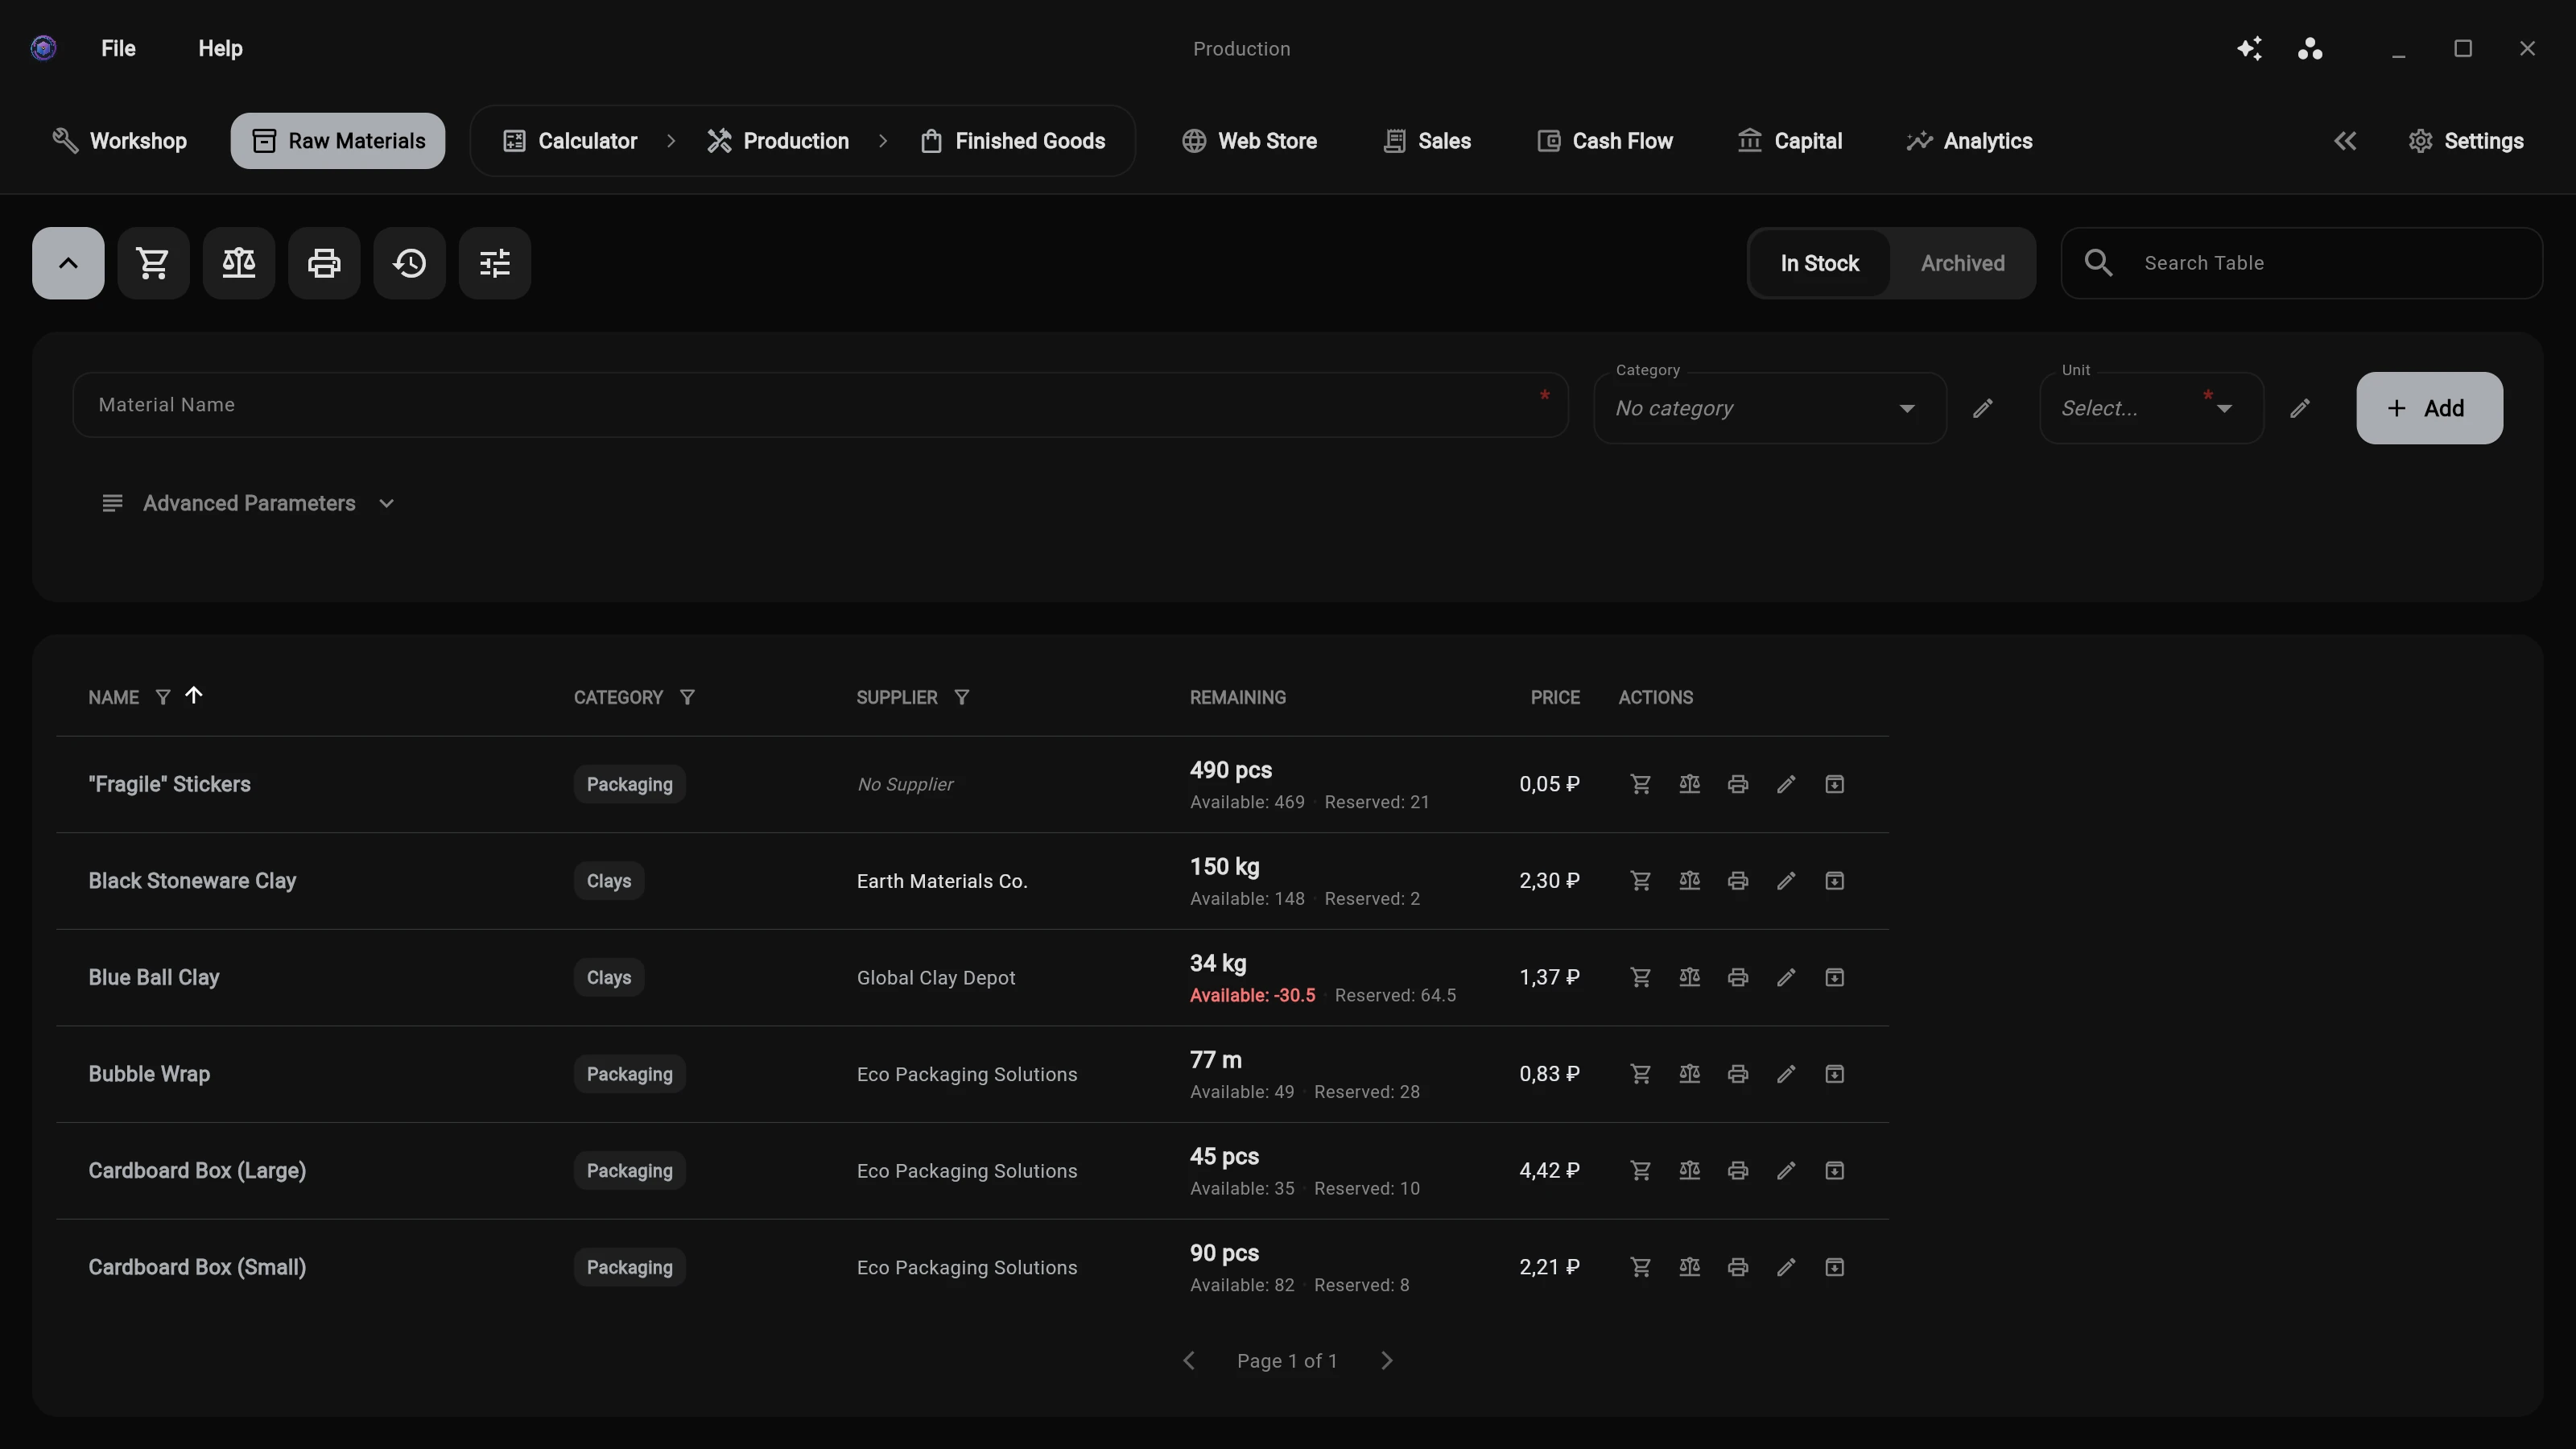 File Help Production
Workshop Raw Materials Calculator Production Finished Goods Web Store Sales Cash Flow Capital Analytics Settings
In Stock Archived Search Table
Category Unit
Material Name * No category Select... * Add
Advanced Parameters
NAME CATEGORY SUPPLIER REMAINING PRICE ACTIONS
"Fragile" Stickers Packaging No Supplier 490 pcs 0,05 ₽
Available: 469 · Reserved: 21
Black Stoneware Clay Clays Earth Materials Co. 150 kg 2,30 ₽
Available: 148 · Reserved: 2
Blue Ball Clay Clays Global Clay Depot 34 kg 1,37 ₽
Available: -30.5 · Reserved: 64.5
Bubble Wrap Packaging Eco Packaging Solutions 77 m 0,83 ₽
Available: 49 · Reserved: 28
Cardboard Box (Large) Packaging Eco Packaging Solutions 45 pcs 4,42 ₽
Available: 35 · Reserved: 10
Cardboard Box (Small) Packaging Eco Packaging Solutions 90 pcs 2,21 ₽
Available: 82 · Reserved: 8
Page 1 of 1